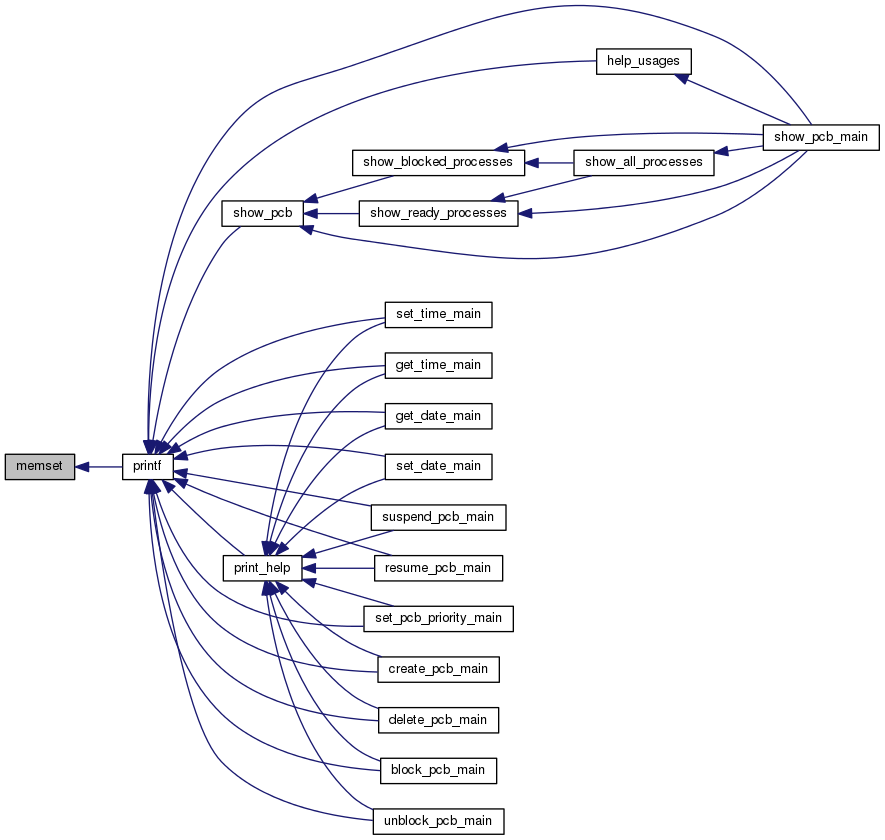 help_usages
show_pcb_main
show_blocked_processes
show_all_processes
show_pcb
show_ready_processes
set_time_main
get_time_main
get_date_main
memset
printf
set_date_main
suspend_pcb_main
print_help
resume_pcb_main
set_pcb_priority_main
create_pcb_main
delete_pcb_main
block_pcb_main
unblock_pcb_main